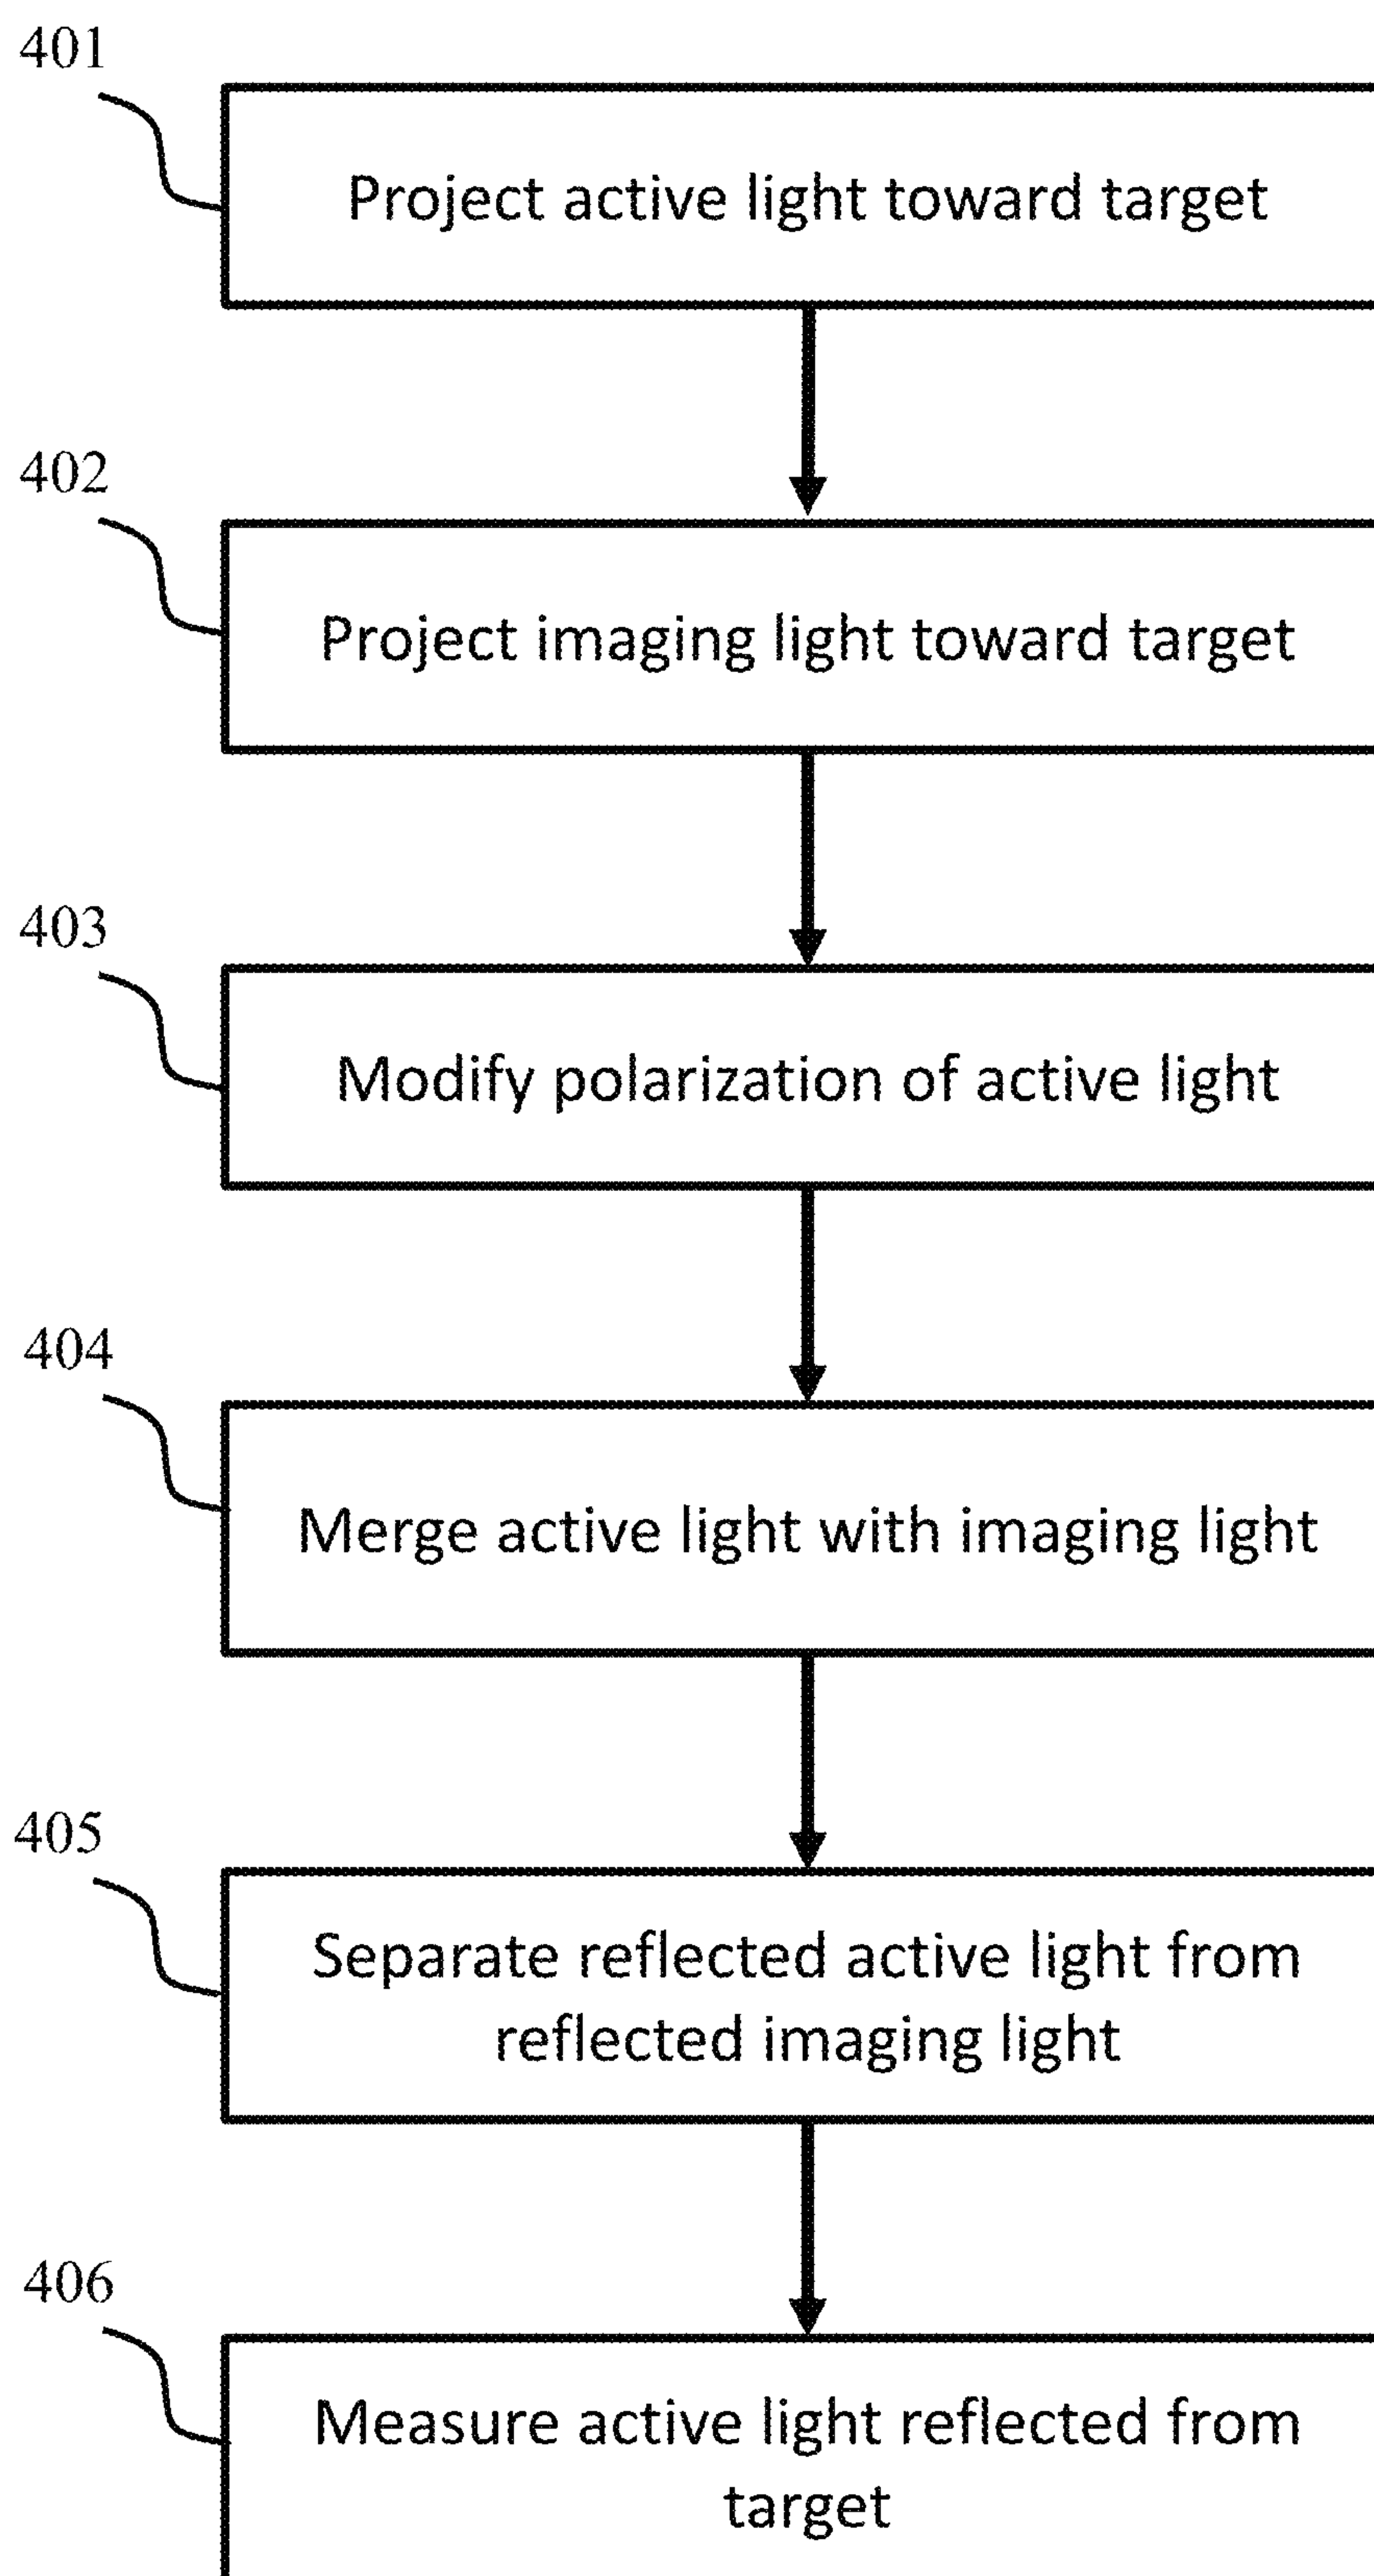 401
Project active light toward target
402
Project imaging light toward target
403
Modify polarization of active light
404
Merge active light with imaging light
405
Separate reflected active light from
reflected imaging light
406
Measure active light reflected from
target